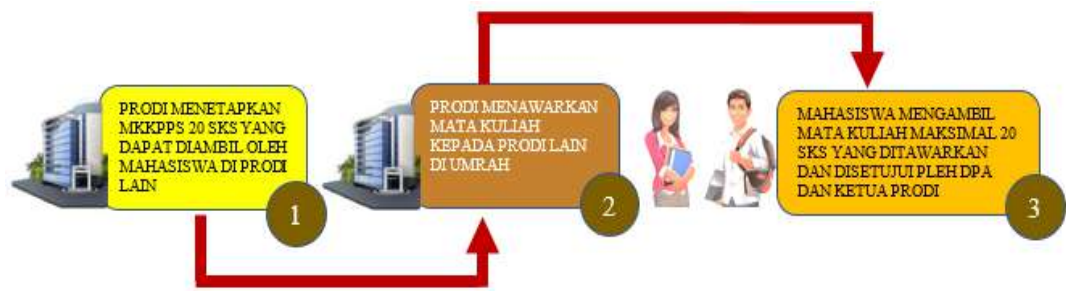 PRODI MENETAPKAN
MKKPPS 20 SKS YANG
DAPAT DIAMBIL OLEH
MAHASISWA DI PRODI
LAIN
1
PRODI MENAWARKAN
MATA KULIAH
KEPADA PRODI LAIN
DI UMRAH
2
MAHASISWA MENGAMBIL
MATA KULIAH MAKSIMAL 20
SKS YANG DITAWARKAN
DAN DISETUJUI PLEH DPA
DAN KETUA PRODI
3